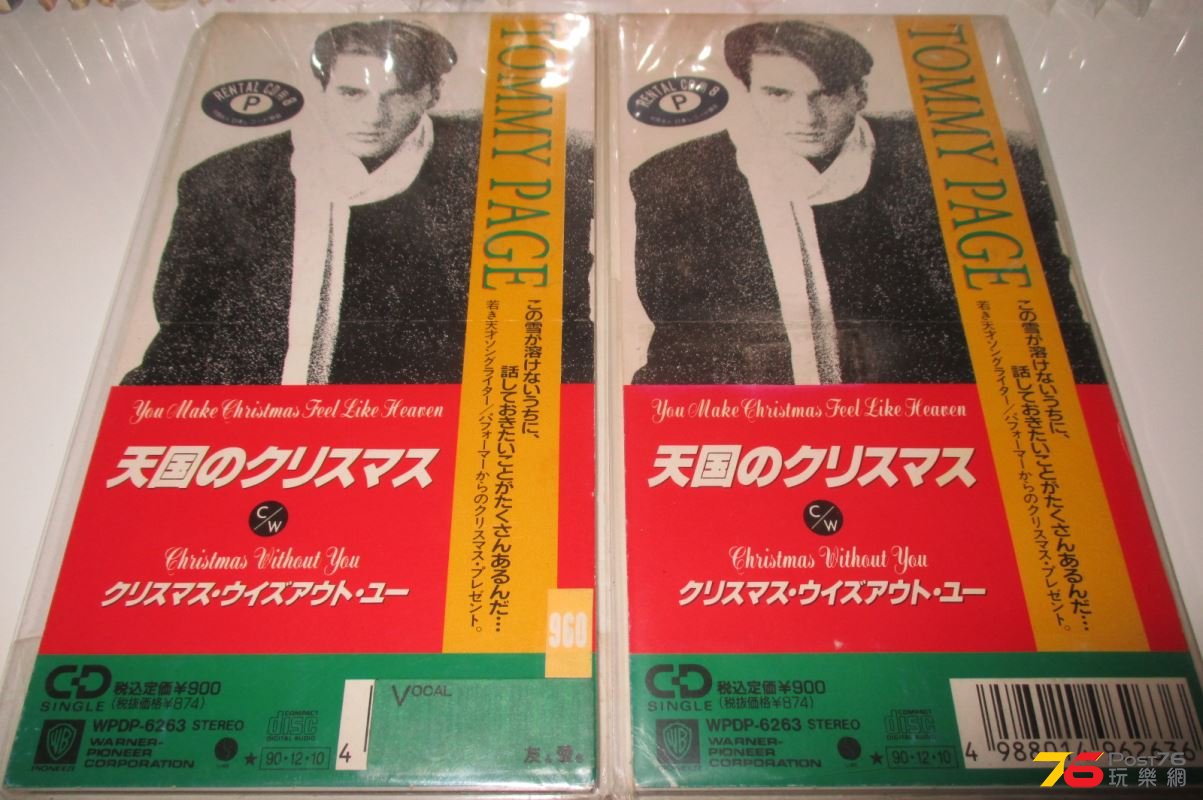 RENTAL CD
P
TOMMY PAGE
この雪が溶けないうちに、
話しておきたいことがたくさんあるんだ…
若き天才ソングライター/パフォーマーからのクリスマス・プレゼント。
You Make Christmas Feel Like Heaven
天国のクリスマス
C/W
Christmas Without You
クリスマス・ウイズアウト・ユー
960
CD
SINGLE
税込定価¥900
(税抜価格¥874)
WPDP-6263 STEREO
COMPACT
disc
DIGITAL AUDIO
WB
PIONEER
WARNER-
PIONEER
CORPORATION
★ 90・12・10
4
VOCAL
RENTAL CD
P
TOMMY PAGE
この雪が溶けないうちに、
話しておきたいことがたくさんあるんだ…
若き天才ソングライター/パフォーマーからのクリスマス・プレゼント。
You Make Christmas Feel Like Heaven
天国のクリスマス
C/W
Christmas Without You
クリスマス・ウイズアウト・ユー
CD
SINGLE
税込定価¥900
(税抜価格¥874)
WPDP-6263 STEREO
COMPACT
disc
DIGITAL AUDIO
WB
PIONEER
WARNER-
PIONEER
CORPORATION
★ 90・12・10
4 988014 962636
76 Post76
玩樂網